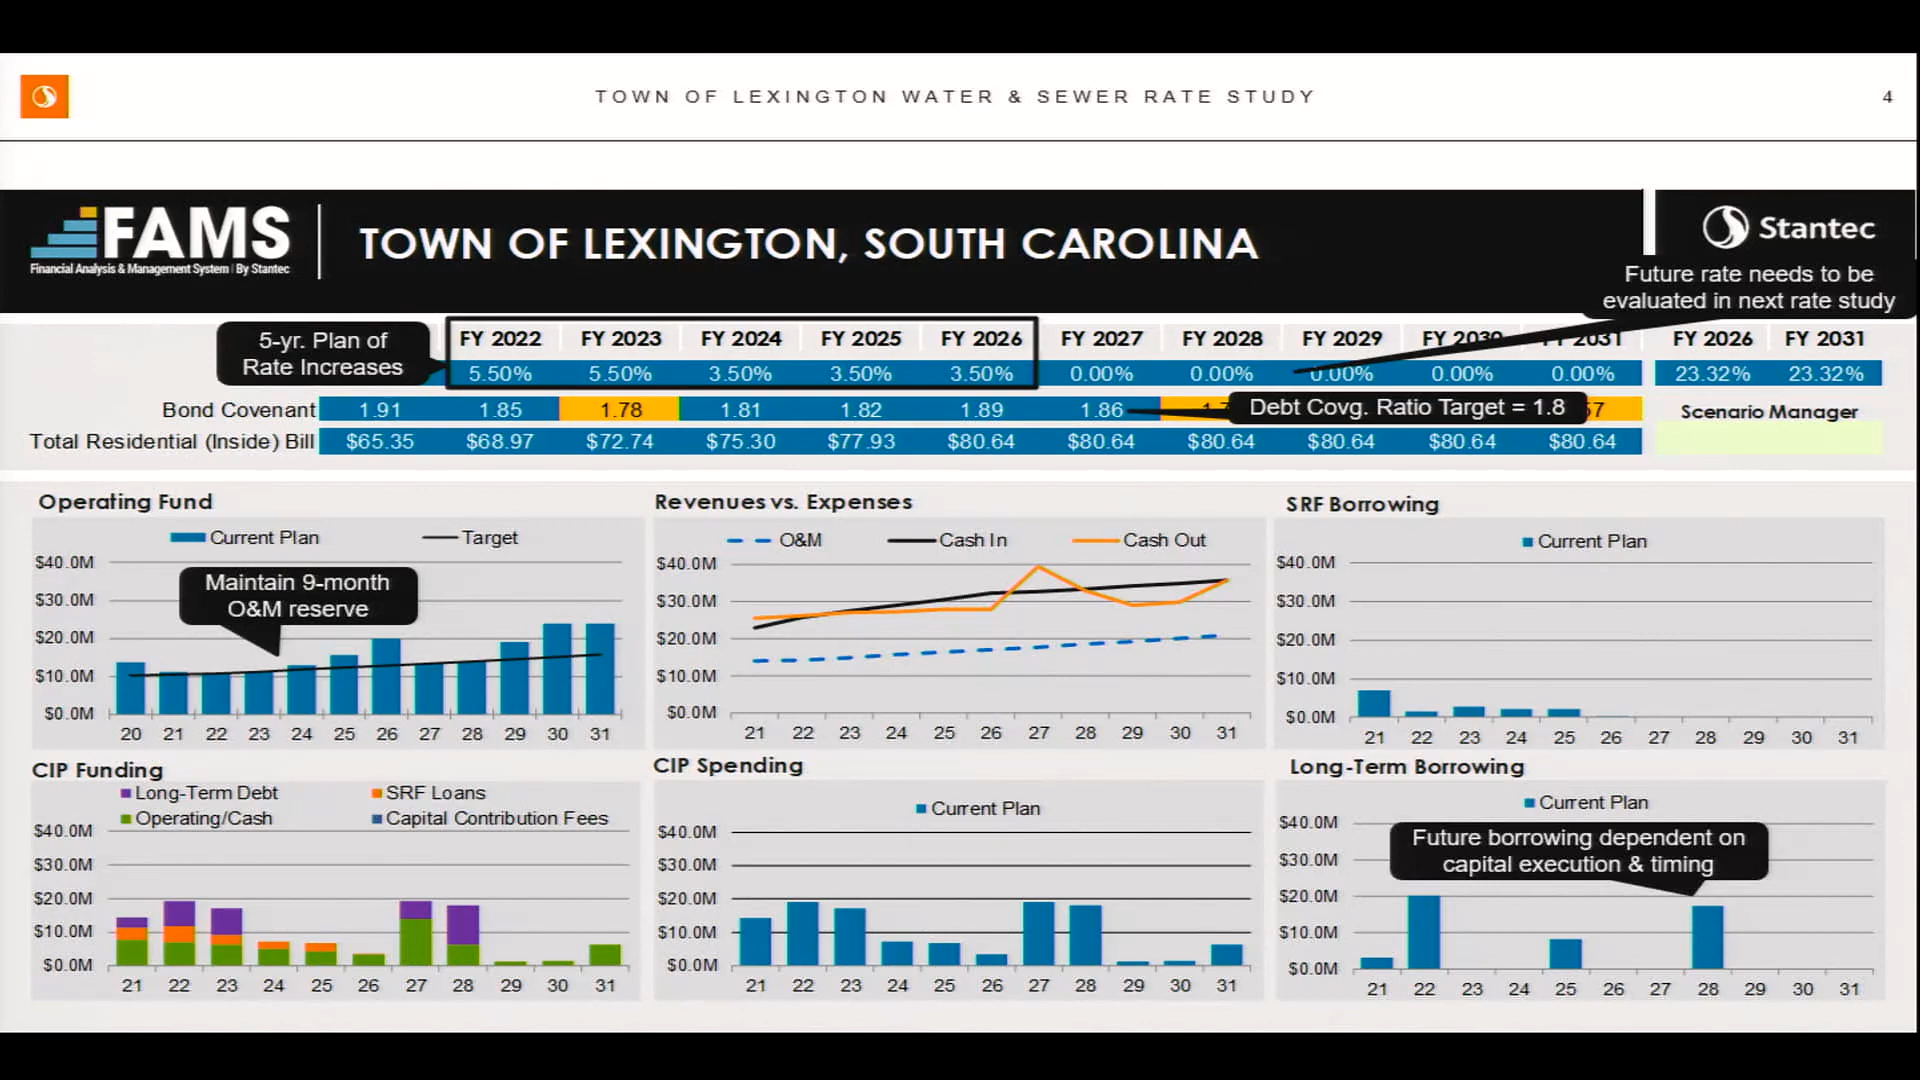 TOWN OF LEXINGTON WATER & SEWER RATE STUDY
4
FAMS
Financial Analysis & Management System | By Stantec
TOWN OF LEXINGTON, SOUTH CAROLINA
Stantec
Future rate needs to be
evaluated in next rate study
5-yr. Plan of
Rate Increases
FY 2022 FY 2023 FY 2024 FY 2025 FY 2026 FY 2027 FY 2028 FY 2029 FY 2030 FY 2031 FY 2026 FY 2031
5.50% 5.50% 3.50% 3.50% 3.50% 0.00% 0.00% 0.00% 0.00% 0.00% 23.32% 23.32%
Bond Covenant 1.91 1.85 1.78 1.81 1.82 1.89 1.86
Debt Covg. Ratio Target = 1.8
Scenario Manager
Total Residential (Inside) Bill $65.35 $68.97 $72.74 $75.30 $77.93 $80.64 $80.64 $80.64 $80.64 $80.64 $80.64
Operating Fund
Current Plan Target
Maintain 9-month
O&M reserve
$40.0M
$30.0M
$20.0M
$10.0M
$0.0M
20 21 22 23 24 25 26 27 28 29 30 31
Revenues vs. Expenses
O&M Cash In Cash Out
$40.0M
$30.0M
$20.0M
$10.0M
$0.0M
21 22 23 24 25 26 27 28 29 30 31
SRF Borrowing
Current Plan
$40.0M
$30.0M
$20.0M
$10.0M
$0.0M
21 22 23 24 25 26 27 28 29 30 31
CIP Funding
Long-Term Debt SRF Loans
Operating/Cash Capital Contribution Fees
$40.0M
$30.0M
$20.0M
$10.0M
$0.0M
21 22 23 24 25 26 27 28 29 30 31
CIP Spending
Current Plan
$40.0M
$30.0M
$20.0M
$10.0M
$0.0M
21 22 23 24 25 26 27 28 29 30 31
Long-Term Borrowing
Current Plan
Future borrowing dependent on
capital execution & timing
$40.0M
$30.0M
$20.0M
$10.0M
$0.0M
21 22 23 24 25 26 27 28 29 30 31